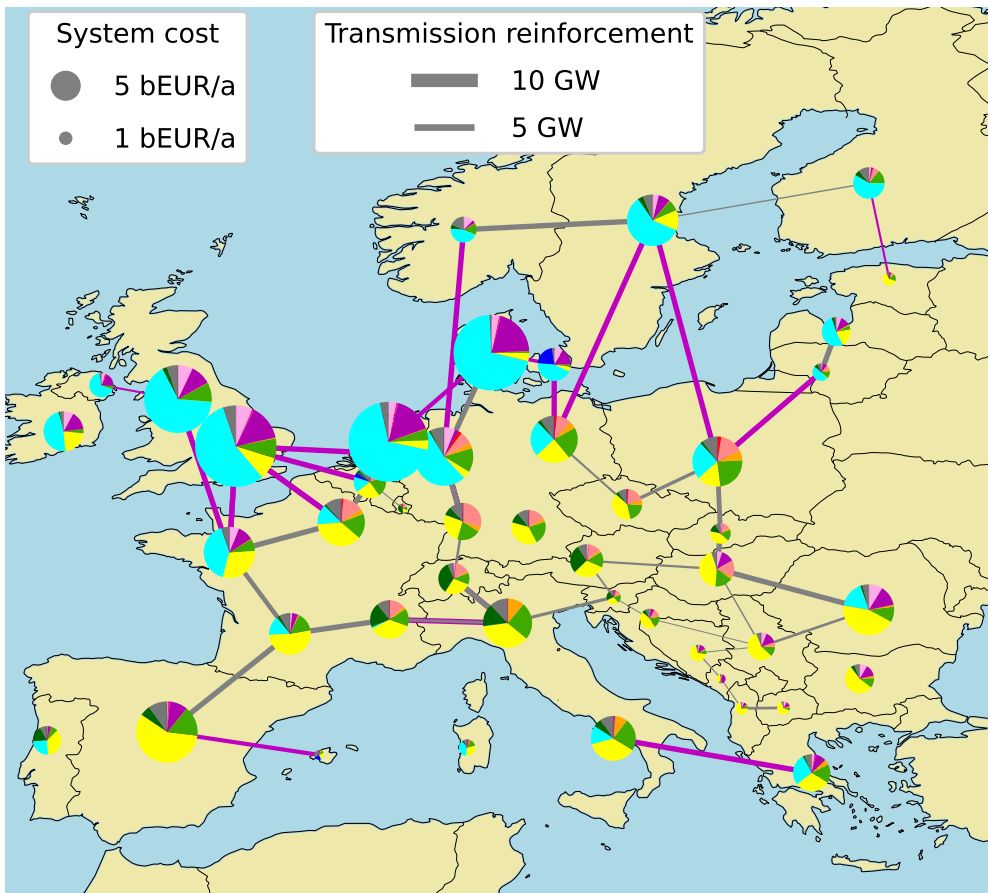 System cost
5 bEUR/a
1 bEUR/a
Transmission reinforcement
10 GW
5 GW